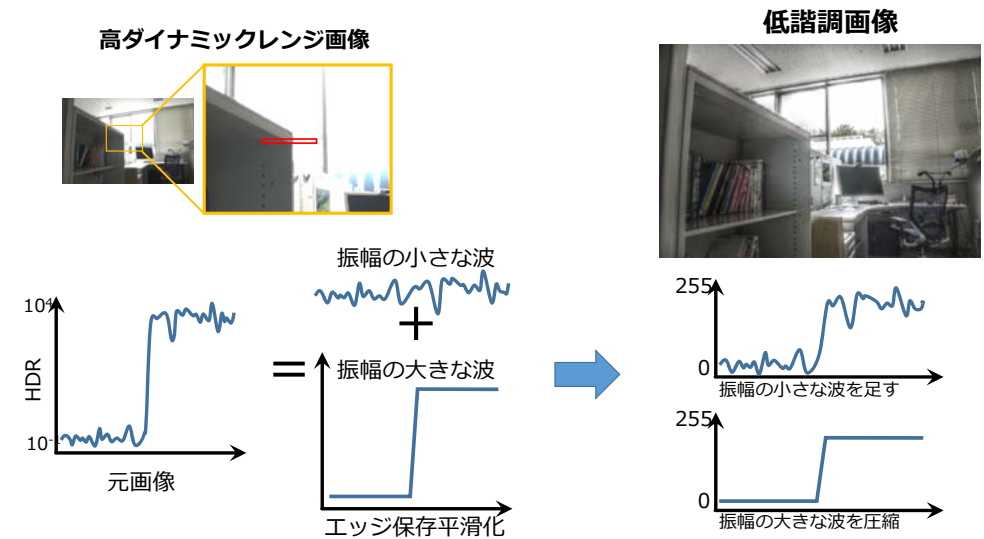 高ダイナミックレンジ画像
低諧調画像
振幅の小さな波
+
振幅の大きな波
=
10⁴
HDR
10⁻
元画像
エッジ保存平滑化
255
0
振幅の小さな波を足す
255
0
振幅の大きな波を圧縮